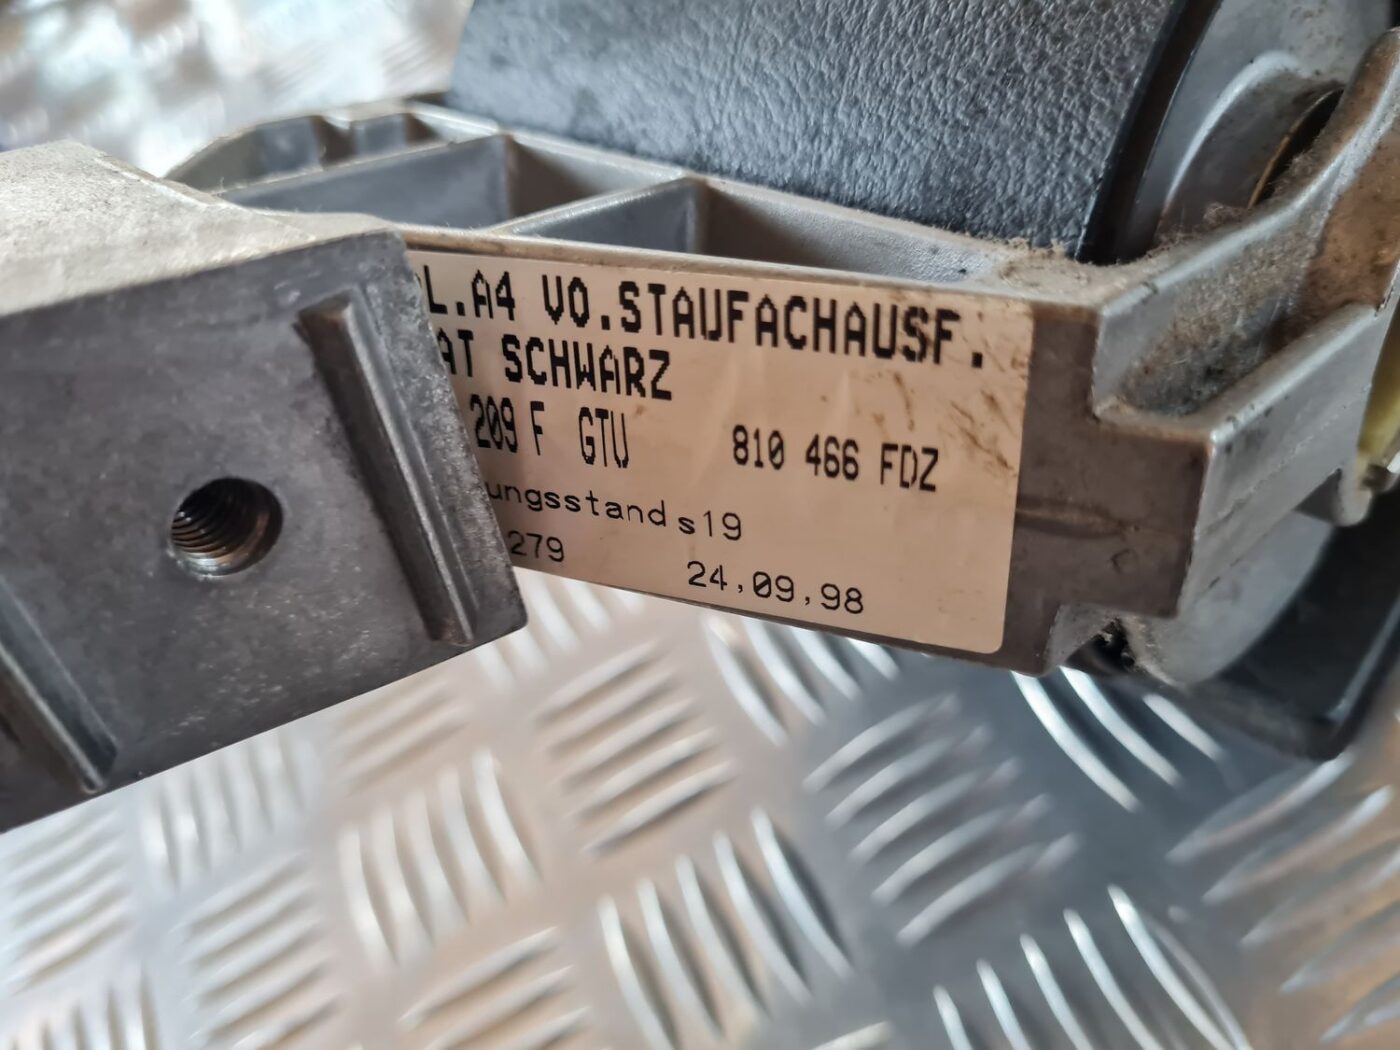 L.A4 VO.STAUFACHAUSF.
AT SCHWARZ
209 F GTU 810 466 FDZ
ungsstand s19
279 24,09,98